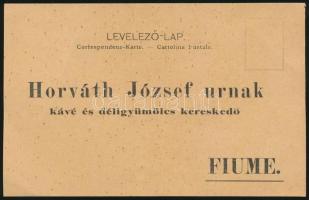 LEVELEZŐ-LAP.
Correspondenz-Karte. — Cartolina Postale.
Horváth József urnak
kávé és déligyümölcs kereskedő
FIUME.